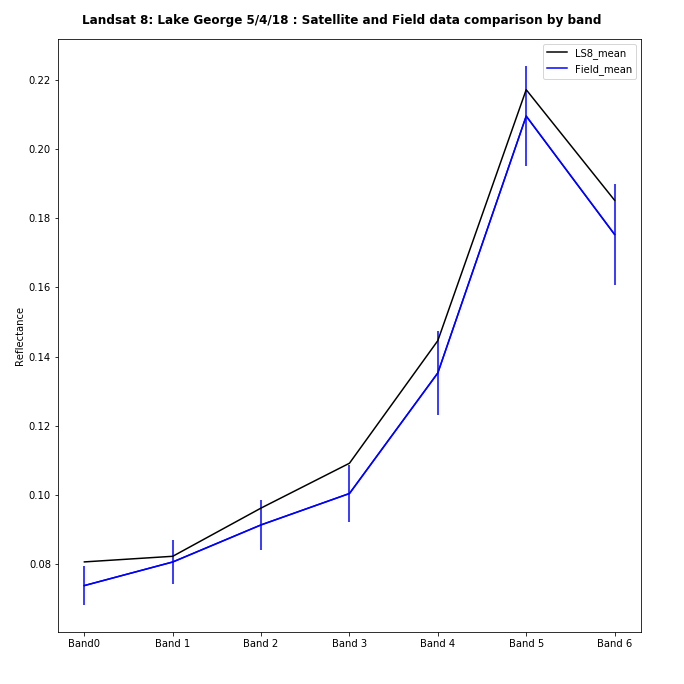 Landsat 8: Lake George 5/4/18 : Satellite and Field data comparison by band
LS8_mean
Field_mean
Reflectance
0.22
0.20
0.18
0.16
0.14
0.12
0.10
0.08
Band0 Band 1 Band 2 Band 3 Band 4 Band 5 Band 6